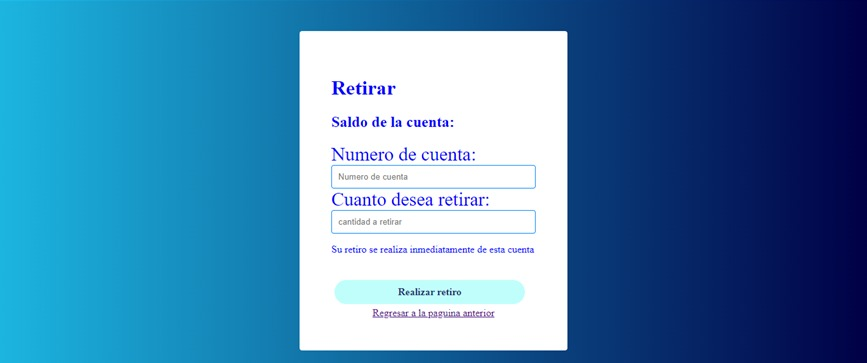 Retirar
Saldo de la cuenta:
Numero de cuenta:
Numero de cuenta
Cuanto desea retirar:
cantidad a retirar
Su retiro se realiza inmediatamente de esta cuenta
Realizar retiro
Regresar a la paguina anterior